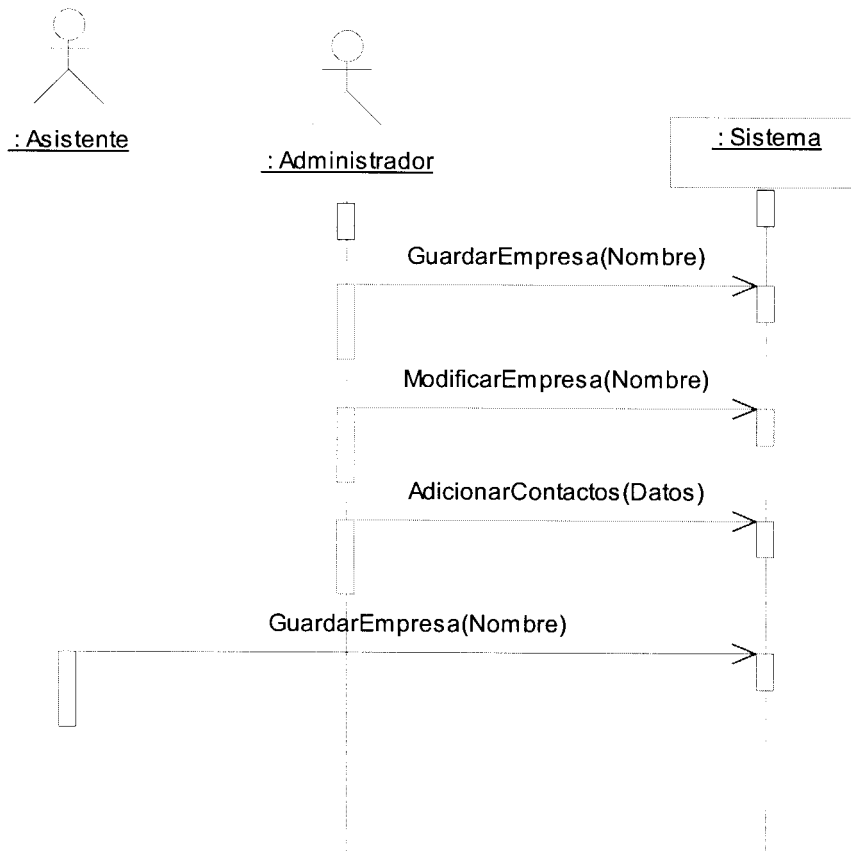 : Asistente
: Administrador
: Sistema
GuardarEmpresa(Nombre)
ModificarEmpresa(Nombre)
AdicionarContactos(Datos)
GuardarEmpresa(Nombre)